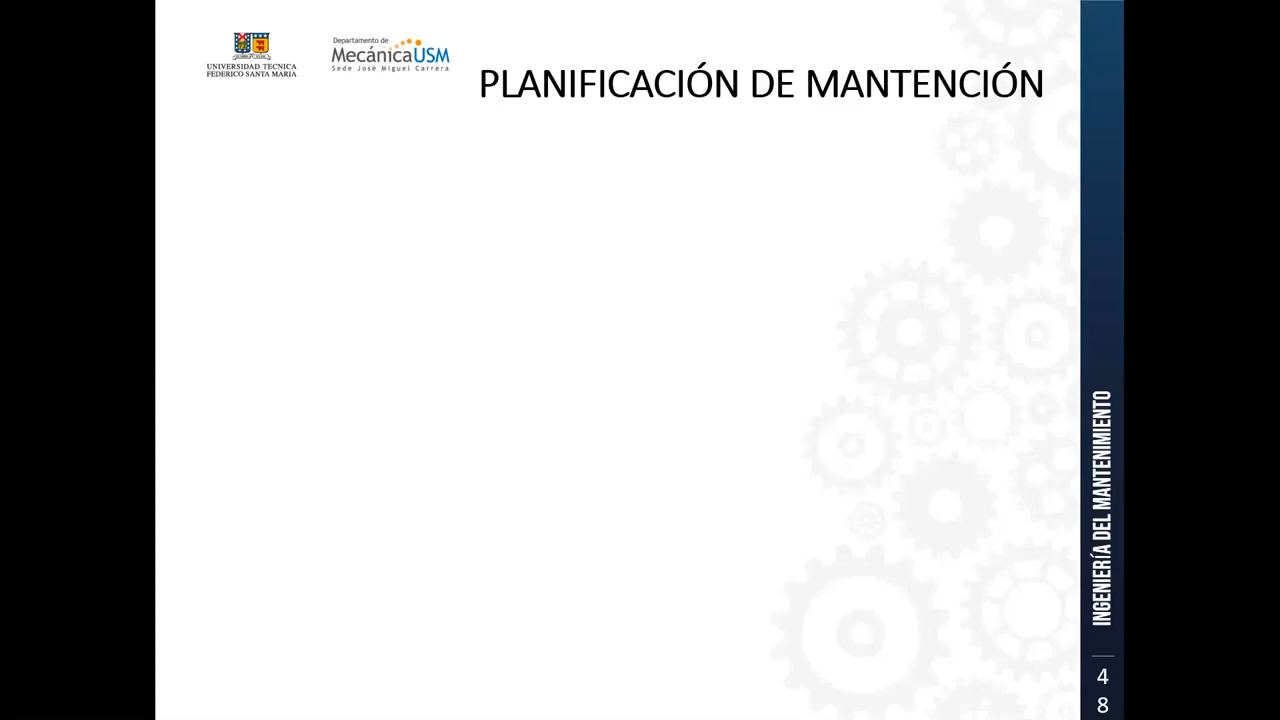 UNIVERSIDAD TECNICA
FEDERICO SANTA MARIA
Departamento de
MecánicaUSM
Sede José Miguel Carrera
PLANIFICACIÓN DE MANTENCIÓN
INGENIERÍA DEL MANTENIMIENTO
4
8